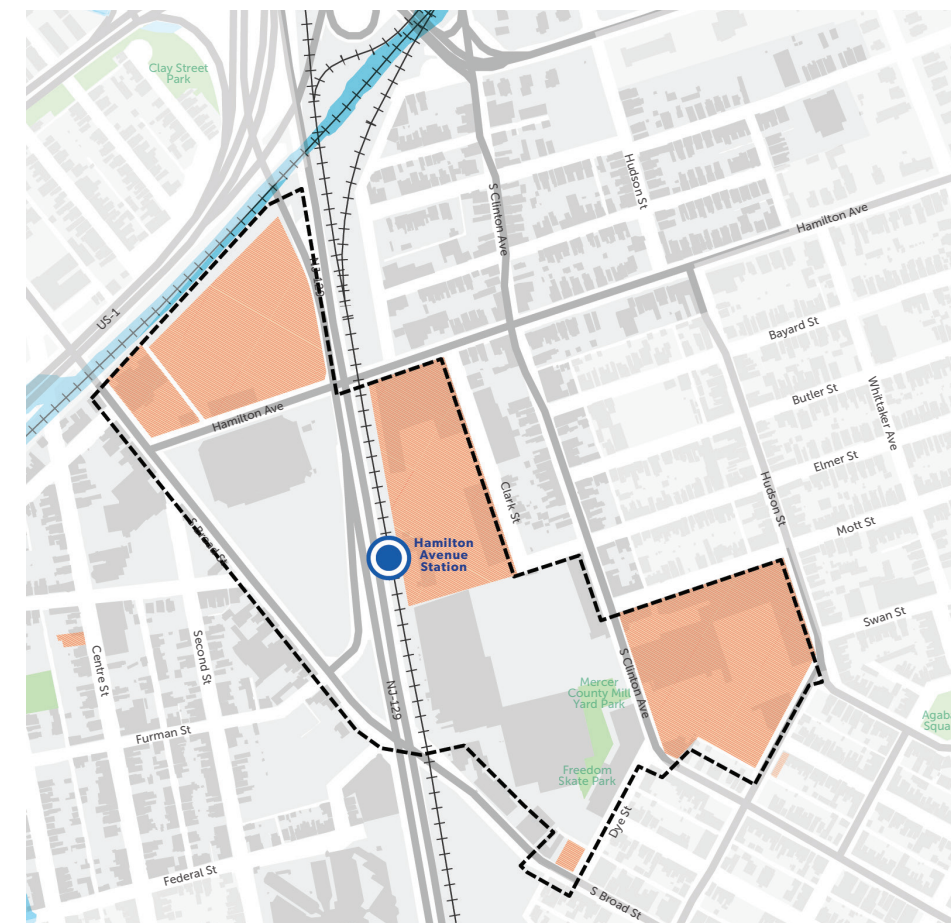 Clay Street
Park
Hudson St
S Clinton Ave
Hamilton Ave
US-1
Bayard St
Butler St
Whittaker Ave
Hamilton Ave
Elmer St
Clark St
Hudson St
Mott St
S Broad St
Hamilton
Avenue
Station
Swan St
Second St
Centre St
S Clinton Ave
Mercer
County Mill
Yard Park
NJ-129
Furman St
Freedom
Skate Park
Dye St
Federal St
S Broad St